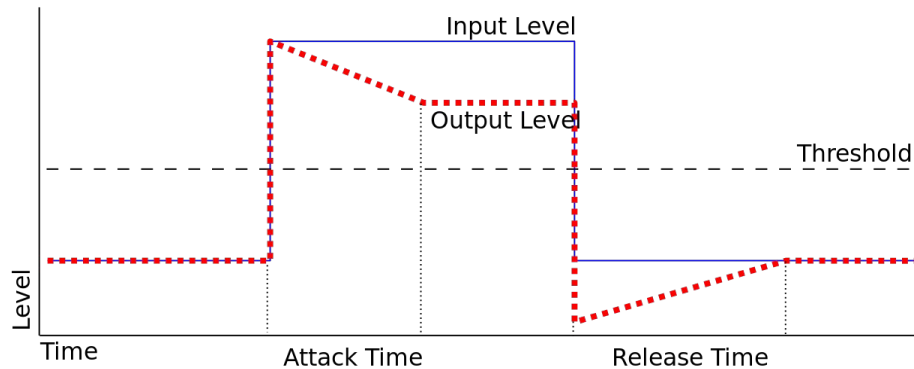 Input Level
Output Level
Threshold
Level
Time
Attack Time
Release Time